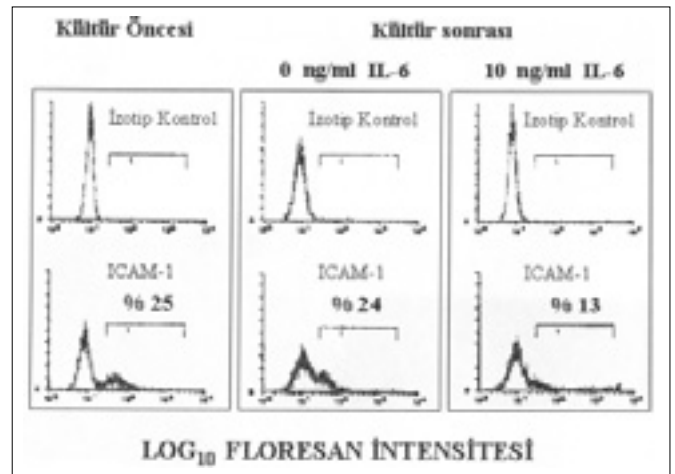 Kültür Öncesi
Kültür sonrası
0 ng/ml IL-6
10 ng/ml IL-6
İzotip Kontrol
İzotip Kontrol
İzotip Kontrol
ICAM-1
% 25
ICAM-1
% 24
ICAM-1
% 13
LOG₁₀ FLORESAN İNTENSİTESİ